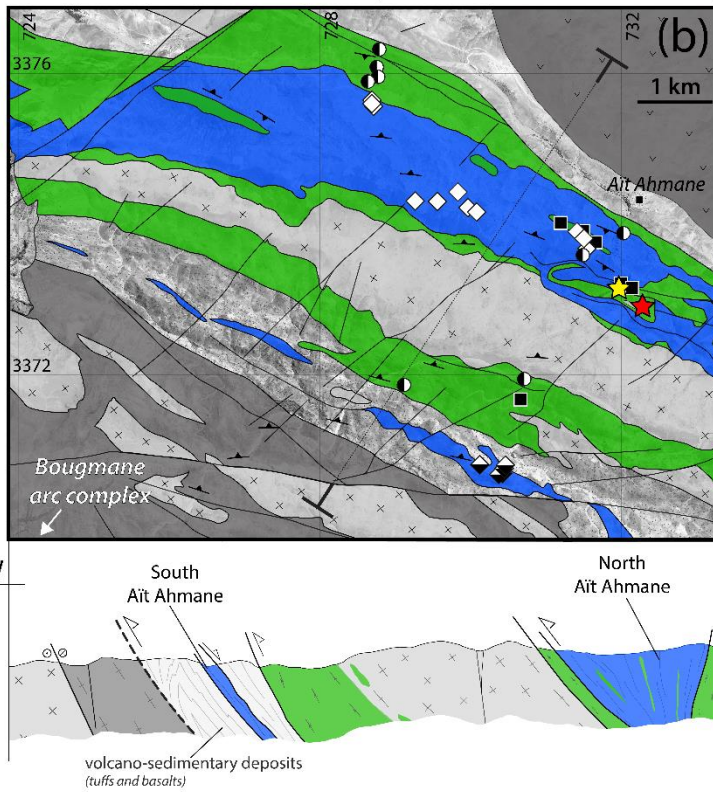 724
728
732
(b)
3376
1 km
Aït Ahmane
3372
Bougmane
arc complex
South
Aït Ahmane
North
Aït Ahmane
volcano-sedimentary deposits
(tuffs and basalts)